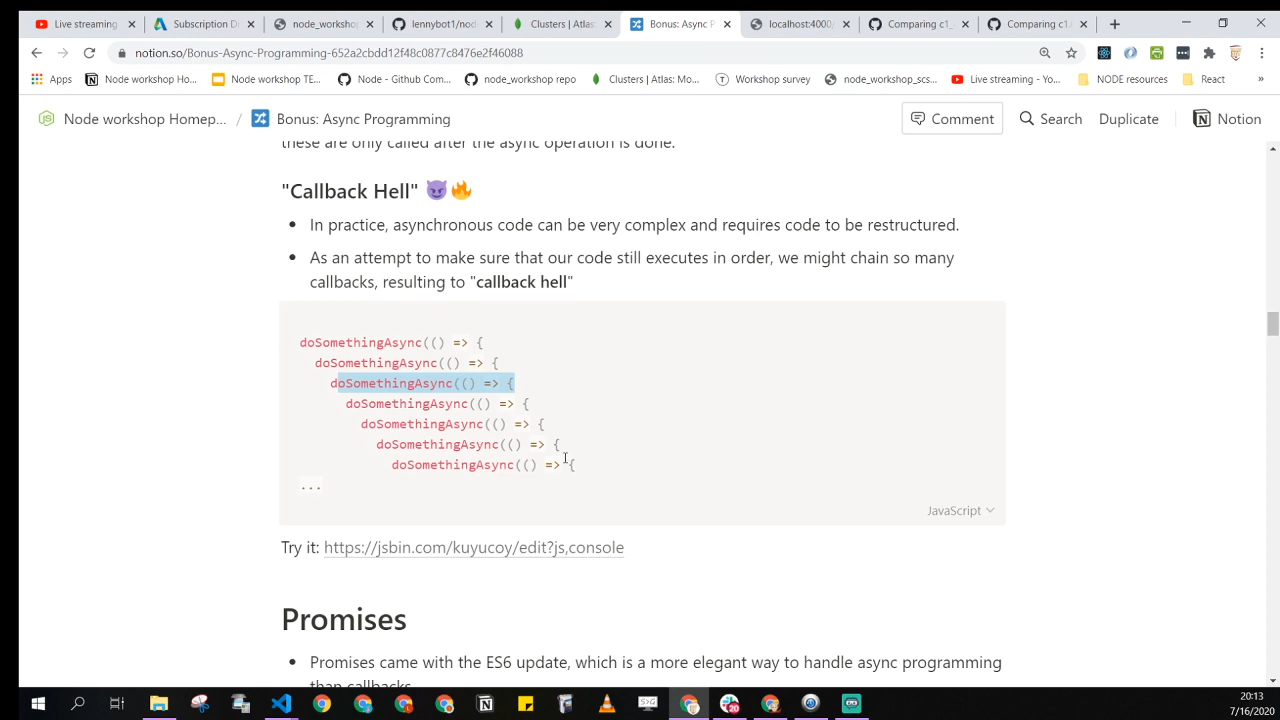 Live streaming
Subscription D
node_worksho
lennybot1/nod
Clusters | Atlas:
Bonus: Async P
localhost:4000/
Comparing c1_
Comparing c1.
notion.so/Bonus-Async-Programming-652a2cbdd12f48c0877c8476e2f46088
Apps
Node workshop Ho...
Node workshop TE...
Node - Github Com...
node_workshop repo
Clusters | Atlas: Mo...
Workshop survey
node_workshop_scs...
Live streaming - Yo...
NODE resources
React
»
Node workshop Homep... / Bonus: Async Programming
Comment
Search
Duplicate
Notion
these are only called after the async operation is done.
"Callback Hell" 😈🔥
• In practice, asynchronous code can be very complex and requires code to be restructured.
• As an attempt to make sure that our code still executes in order, we might chain so many
callbacks, resulting to "callback hell"
doSomethingAsync(() => {
doSomethingAsync(() => {
doSomethingAsync(() => {
doSomethingAsync(() => {
doSomethingAsync(() => {
doSomethingAsync(() => {
doSomethingAsync(() => {
...
JavaScript
Try it: https://jsbin.com/kuyucoy/edit?js,console
Promises
• Promises came with the ES6 update, which is a more elegant way to handle async programming
than callbacks
20:13
7/16/2020